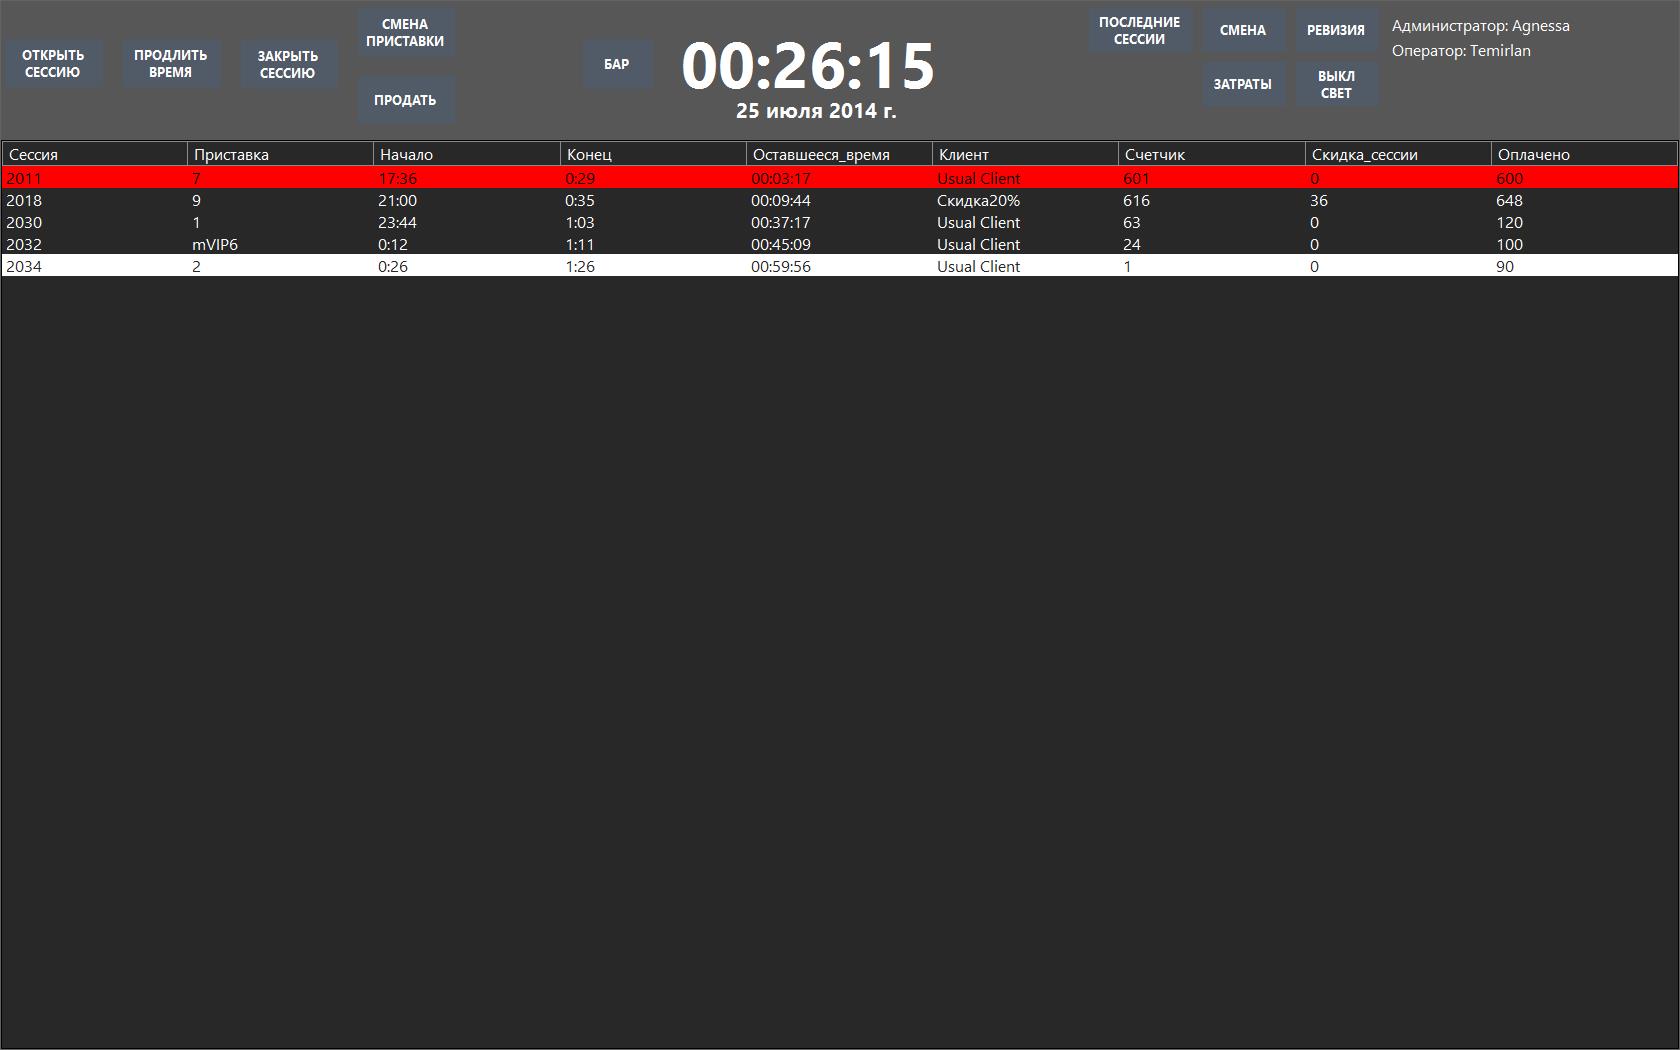 ОТКРЫТЬ
СЕССИЮ
ПРОДЛИТЬ
ВРЕМЯ
ЗАКРЫТЬ
СЕССИЮ
СМЕНА
ПРИСТАВКИ
ПРОДАТЬ
БАР
00:26:15
25 июля 2014 г.
ПОСЛЕДНИЕ
СЕССИИ
СМЕНА
РЕВИЗИЯ
ЗАТРАТЫ
ВЫКЛ
СВЕТ
Администратор: Agnessa
Оператор: Temirlan
Сессия Приставка Начало Конец Оставшееся_время Клиент Счетчик Скидка_сессии Оплачено
2011 7 17:36 0:29 00:03:17 Usual Client 601 0 600
2018 9 21:00 0:35 00:09:44 Скидка20% 616 36 648
2030 1 23:44 1:03 00:37:17 Usual Client 63 0 120
2032 mVIP6 0:12 1:11 00:45:09 Usual Client 24 0 100
2034 2 0:26 1:26 00:59:56 Usual Client 1 0 90